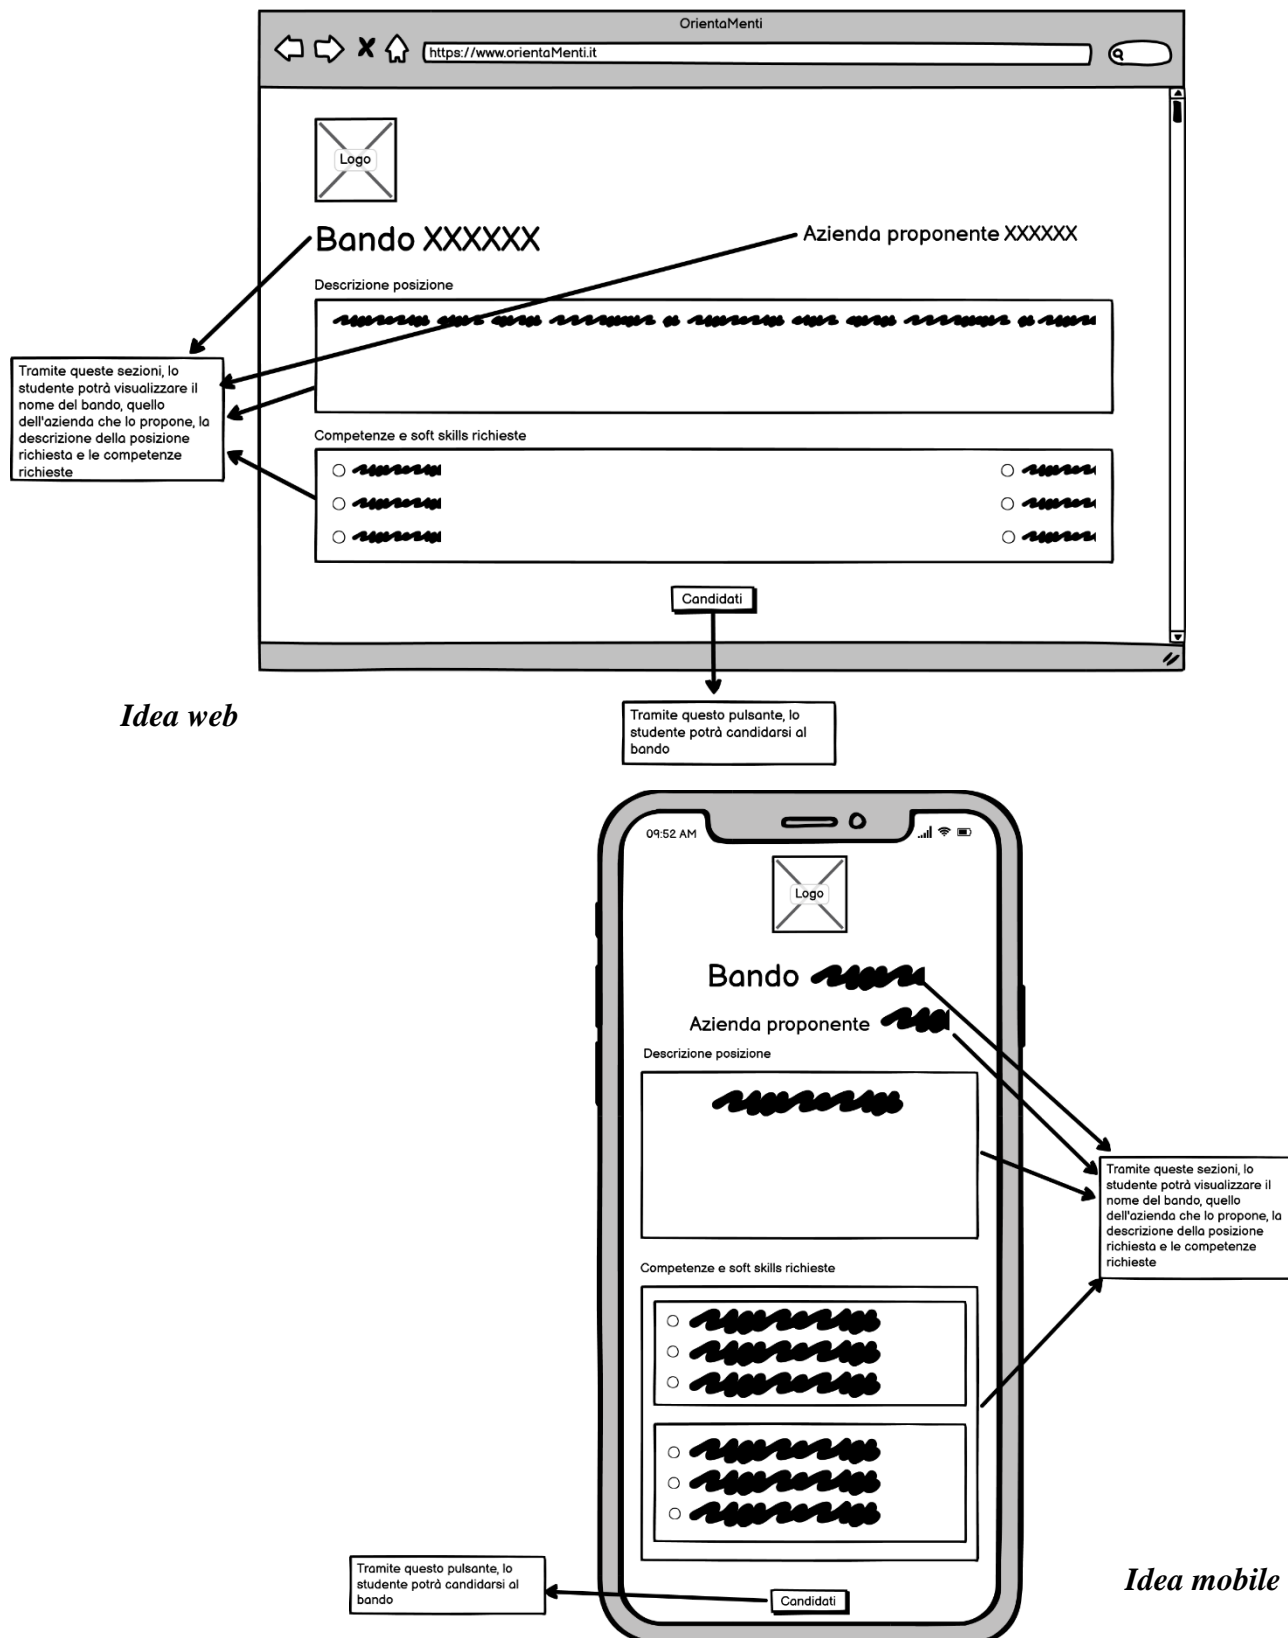 OrientaMenti
https://www.orientaMenti.it
Logo
Bando XXXXXX
Azienda proponente XXXXXX
Descrizione posizione
Tramite queste sezioni, lo
studente potrà visualizzare il
nome del bando, quello
dell'azienda che lo propone, la
descrizione della posizione
richiesta e le competenze
richieste
Competenze e soft skills richieste
Candidati
Idea web
Tramite questo pulsante, lo
studente potrà candidarsi al
bando
09:52 AM
Logo
Bando
Azienda proponente
Descrizione posizione
Tramite queste sezioni, lo
studente potrà visualizzare il
nome del bando, quello
dell'azienda che lo propone, la
descrizione della posizione
richiesta e le competenze
richieste
Competenze e soft skills richieste
Tramite questo pulsante, lo
studente potrà candidarsi al
bando
Candidati
Idea mobile